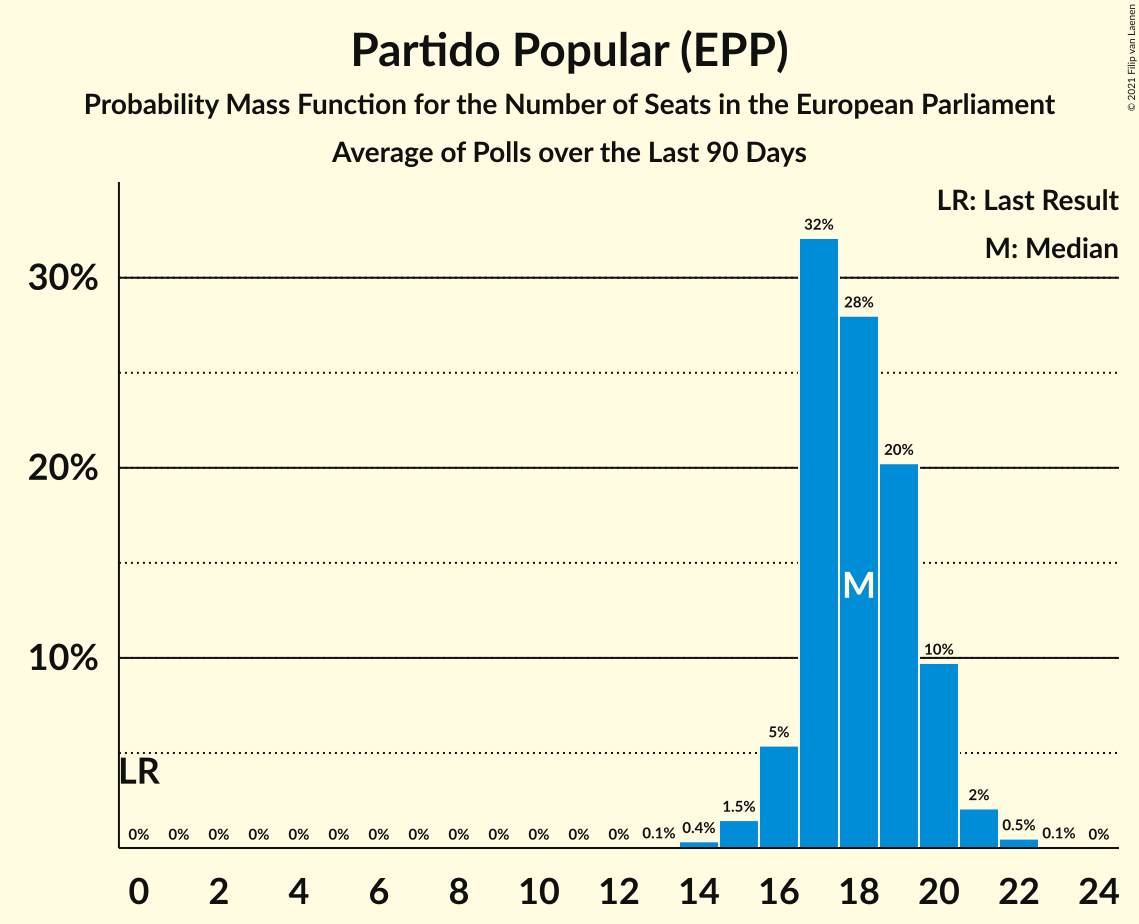 Partido Popular (EPP)
Probability Mass Function for the Number of Seats in the European Parliament
Average of Polls over the Last 90 Days
© 2021 Filip van Laenen
LR: Last Result
M: Median
30%
20%
10%
32%
28%
20%
10%
5%
2%
1.5%
0.4%
0.5%
0.1%
0.1%
M
LR
0% 0% 0% 0% 0% 0% 0% 0% 0% 0% 0% 0% 0% 0%
0 2 4 6 8 10 12 14 16 18 20 22 24